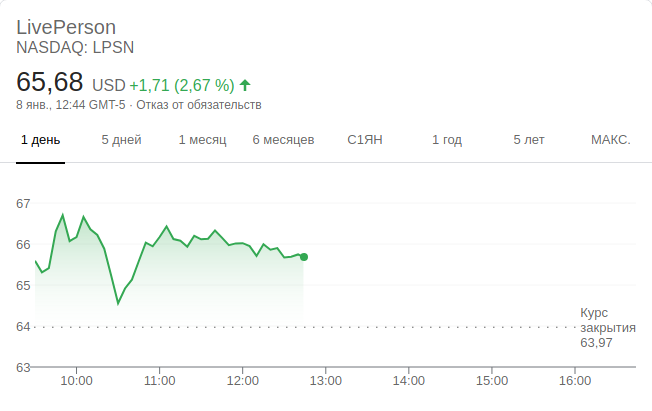 LivePerson
NASDAQ: LPSN
65,68 USD +1,71 (2,67 %)
8 янв., 12:44 GMT-5 · Отказ от обязательств
1 день 5 дней 1 месяц 6 месяцев С1ЯН 1 год 5 лет МАКС.
67
66
65
64
63
Курс
закрытия
63,97
10:00 11:00 12:00 13:00 14:00 15:00 16:00